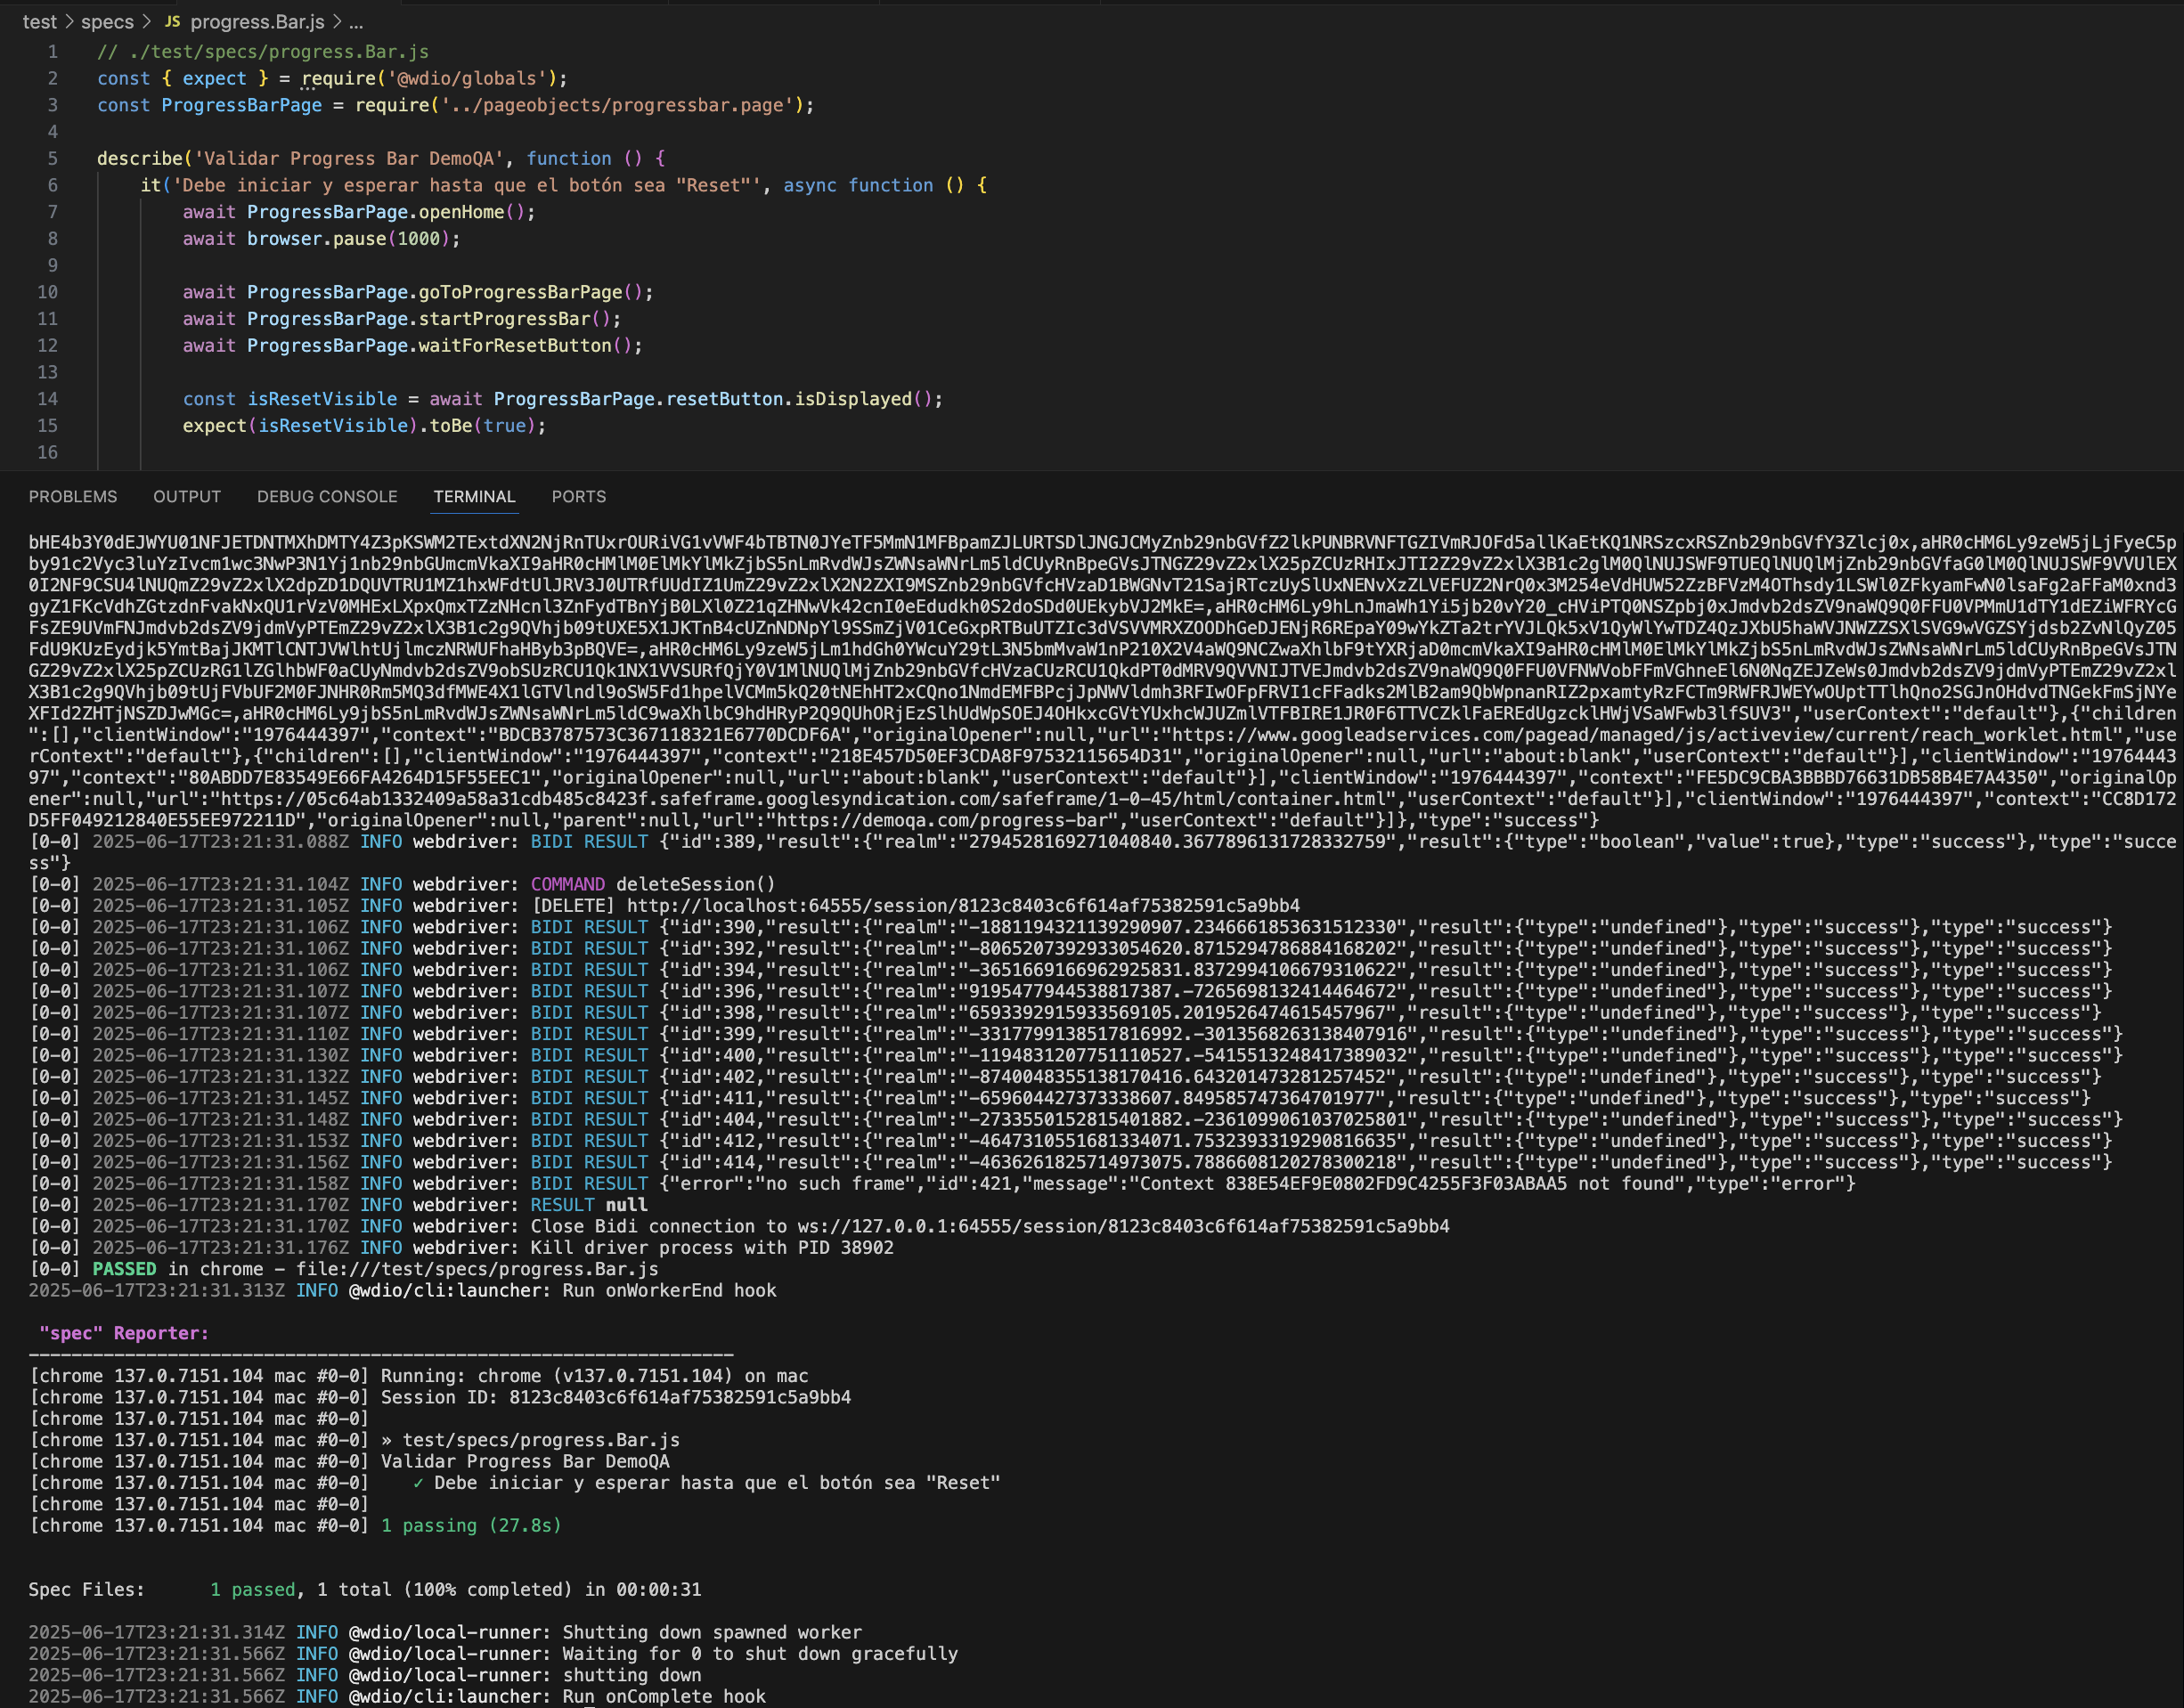 test > specs > JS progress.Bar.js > ...
1 // ./test/specs/progress.Bar.js
2 const { expect } = require('@wdio/globals');
3 const ProgressBarPage = require('../pageobjects/progressbar.page');
4
5 describe('Validar Progress Bar DemoQA', function () {
6 it('Debe iniciar y esperar hasta que el botón sea "Reset"', async function () {
7 await ProgressBarPage.openHome();
8 await browser.pause(1000);
9
10 await ProgressBarPage.goToProgressBarPage();
11 await ProgressBarPage.startProgressBar();
12 await ProgressBarPage.waitForResetButton();
13
14 const isResetVisible = await ProgressBarPage.resetButton.isDisplayed();
15 expect(isResetVisible).toBe(true);
16
PROBLEMS OUTPUT DEBUG CONSOLE TERMINAL PORTS
","userContext":"default"},{"children
":[],"clientWindow":"1976444397","context":"BDCB3787573C367118321E6770DCDF6A","originalOpener":null,"url":"https://www.googleadservices.com/pagead/managed/js/activeview/current/reach_worklet.html","use
rContext":"default"},{"children":[],"clientWindow":"1976444397","context":"218E457D50EF3CDA8F97532115654D31","originalOpener":null,"url":"about:blank","userContext":"default"}],"clientWindow":"19764443
97","context":"80ABDD7E83549E66FA4264D15F55EEC1","originalOpener":null,"url":"about:blank","userContext":"default"}],"clientWindow":"1976444397","context":"FE5DC9CBA3BBBD76631DB58B4E7A4350","originalOp
ener":null,"url":"https://05c64ab1332409a58a31cdb485c8423f.safeframe.googlesyndication.com/safeframe/1-0-45/html/container.html","userContext":"default"}],"clientWindow":"1976444397","context":"CC8D172
D5FF049212840E55EE972211D","originalOpener":null,"parent":null,"url":"https://demoqa.com/progress-bar","userContext":"default"}]},"type":"success"}
[0-0] 2025-06-17T23:21:31.088Z INFO webdriver: BIDI RESULT {"id":389,"result":{"realm":"2794528169271040840.3677896131728332759","result":{"type":"boolean","value":true},"type":"success"},"type":"succe
ss"}
[0-0] 2025-06-17T23:21:31.104Z INFO webdriver: COMMAND deleteSession()
[0-0] 2025-06-17T23:21:31.105Z INFO webdriver: [DELETE] http://localhost:64555/session/8123c8403c6f614af75382591c5a9bb4
[0-0] 2025-06-17T23:21:31.106Z INFO webdriver: BIDI RESULT {"id":390,"result":{"realm":"-1881194321139290907.2346661853631512330","result":{"type":"undefined"},"type":"success"},"type":"success"}
[0-0] 2025-06-17T23:21:31.106Z INFO webdriver: BIDI RESULT {"id":392,"result":{"realm":"-8065207392933054620.8715294786884168202","result":{"type":"undefined"},"type":"success"},"type":"success"}
[0-0] 2025-06-17T23:21:31.106Z INFO webdriver: BIDI RESULT {"id":394,"result":{"realm":"-3651669166962925831.8372994106679310622","result":{"type":"undefined"},"type":"success"},"type":"success"}
[0-0] 2025-06-17T23:21:31.107Z INFO webdriver: BIDI RESULT {"id":396,"result":{"realm":"9195477944538817387.-7265698132414464672","result":{"type":"undefined"},"type":"success"},"type":"success"}
[0-0] 2025-06-17T23:21:31.107Z INFO webdriver: BIDI RESULT {"id":398,"result":{"realm":"6593392915933569105.2019526474615457967","result":{"type":"undefined"},"type":"success"},"type":"success"}
[0-0] 2025-06-17T23:21:31.110Z INFO webdriver: BIDI RESULT {"id":399,"result":{"realm":"-3317799138517816992.-3013568263138407916","result":{"type":"undefined"},"type":"success"},"type":"success"}
[0-0] 2025-06-17T23:21:31.130Z INFO webdriver: BIDI RESULT {"id":400,"result":{"realm":"-1194831207751110527.-5415513248417389032","result":{"type":"undefined"},"type":"success"},"type":"success"}
[0-0] 2025-06-17T23:21:31.132Z INFO webdriver: BIDI RESULT {"id":402,"result":{"realm":"-8740048355138170416.643201473281257452","result":{"type":"undefined"},"type":"success"},"type":"success"}
[0-0] 2025-06-17T23:21:31.145Z INFO webdriver: BIDI RESULT {"id":411,"result":{"realm":"-659604427373338607.849585747364701977","result":{"type":"undefined"},"type":"success"},"type":"success"}
[0-0] 2025-06-17T23:21:31.148Z INFO webdriver: BIDI RESULT {"id":404,"result":{"realm":"-2733550152815401882.-2361099061037025801","result":{"type":"undefined"},"type":"success"},"type":"success"}
[0-0] 2025-06-17T23:21:31.153Z INFO webdriver: BIDI RESULT {"id":412,"result":{"realm":"-4647310551681334071.7532393319290816635","result":{"type":"undefined"},"type":"success"},"type":"success"}
[0-0] 2025-06-17T23:21:31.156Z INFO webdriver: BIDI RESULT {"id":414,"result":{"realm":"-4636261825714973075.7886608120278300218","result":{"type":"undefined"},"type":"success"},"type":"success"}
[0-0] 2025-06-17T23:21:31.158Z INFO webdriver: BIDI RESULT {"error":"no such frame","id":421,"message":"Context 838E54EF9E0802FD9C4255F3F03ABAA5 not found","type":"error"}
[0-0] 2025-06-17T23:21:31.170Z INFO webdriver: RESULT null
[0-0] 2025-06-17T23:21:31.170Z INFO webdriver: Close Bidi connection to ws://127.0.0.1:64555/session/8123c8403c6f614af75382591c5a9bb4
[0-0] 2025-06-17T23:21:31.176Z INFO webdriver: Kill driver process with PID 38902
[0-0] PASSED in chrome - file:///test/specs/progress.Bar.js
2025-06-17T23:21:31.313Z INFO @wdio/cli:launcher: Run onWorkerEnd hook
"spec" Reporter:
------------------------------------------------------------------
[chrome 137.0.7151.104 mac #0-0] Running: chrome (v137.0.7151.104) on mac
[chrome 137.0.7151.104 mac #0-0] Session ID: 8123c8403c6f614af75382591c5a9bb4
[chrome 137.0.7151.104 mac #0-0]
[chrome 137.0.7151.104 mac #0-0] » test/specs/progress.Bar.js
[chrome 137.0.7151.104 mac #0-0] Validar Progress Bar DemoQA
[chrome 137.0.7151.104 mac #0-0] ✓ Debe iniciar y esperar hasta que el botón sea "Reset"
[chrome 137.0.7151.104 mac #0-0]
[chrome 137.0.7151.104 mac #0-0] 1 passing (27.8s)
Spec Files: 1 passed, 1 total (100% completed) in 00:00:31
2025-06-17T23:21:31.314Z INFO @wdio/local-runner: Shutting down spawned worker
2025-06-17T23:21:31.566Z INFO @wdio/local-runner: Waiting for 0 to shut down gracefully
2025-06-17T23:21:31.566Z INFO @wdio/local-runner: shutting down
2025-06-17T23:21:31.566Z INFO @wdio/cli:launcher: Run onComplete hook